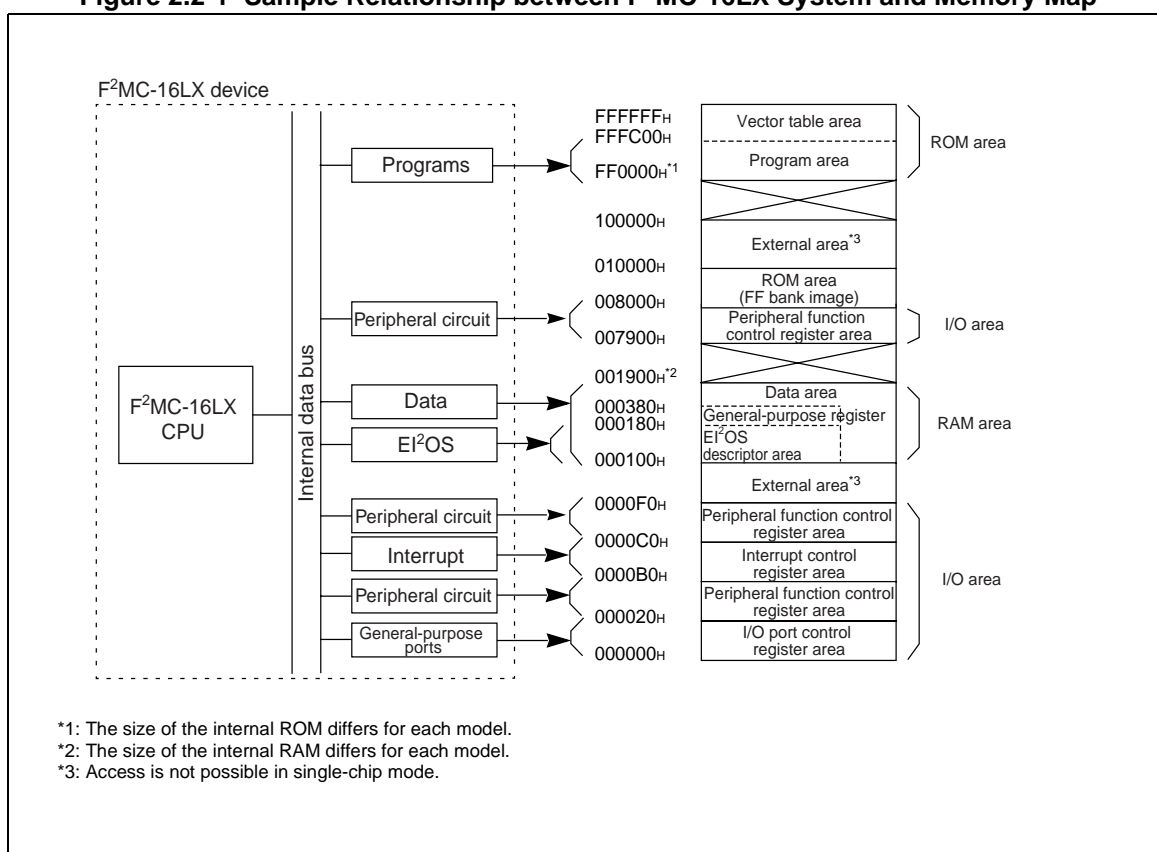 Figure 2.2-1 Sample Relationship between F²MC-16LX System and Memory Map
F²MC-16LX device
F²MC-16LX
CPU
Internal data bus
Programs
Peripheral circuit
Data
EI²OS
Peripheral circuit
Interrupt
Peripheral circuit
General-purpose
ports
FFFFFFH
FFFC00H
FF0000H*1
100000H
010000H
008000H
007900H
001900H*2
000380H
000180H
000100H
0000F0H
0000C0H
0000B0H
000020H
000000H
Vector table area
Program area
External area*3
ROM area
(FF bank image)
Peripheral function
control register area
Data area
General-purpose register
EI²OS
descriptor area
External area*3
Peripheral function control
register area
Interrupt control
register area
Peripheral function control
register area
I/O port control
register area
ROM area
I/O area
RAM area
I/O area
*1: The size of the internal ROM differs for each model.
*2: The size of the internal RAM differs for each model.
*3: Access is not possible in single-chip mode.